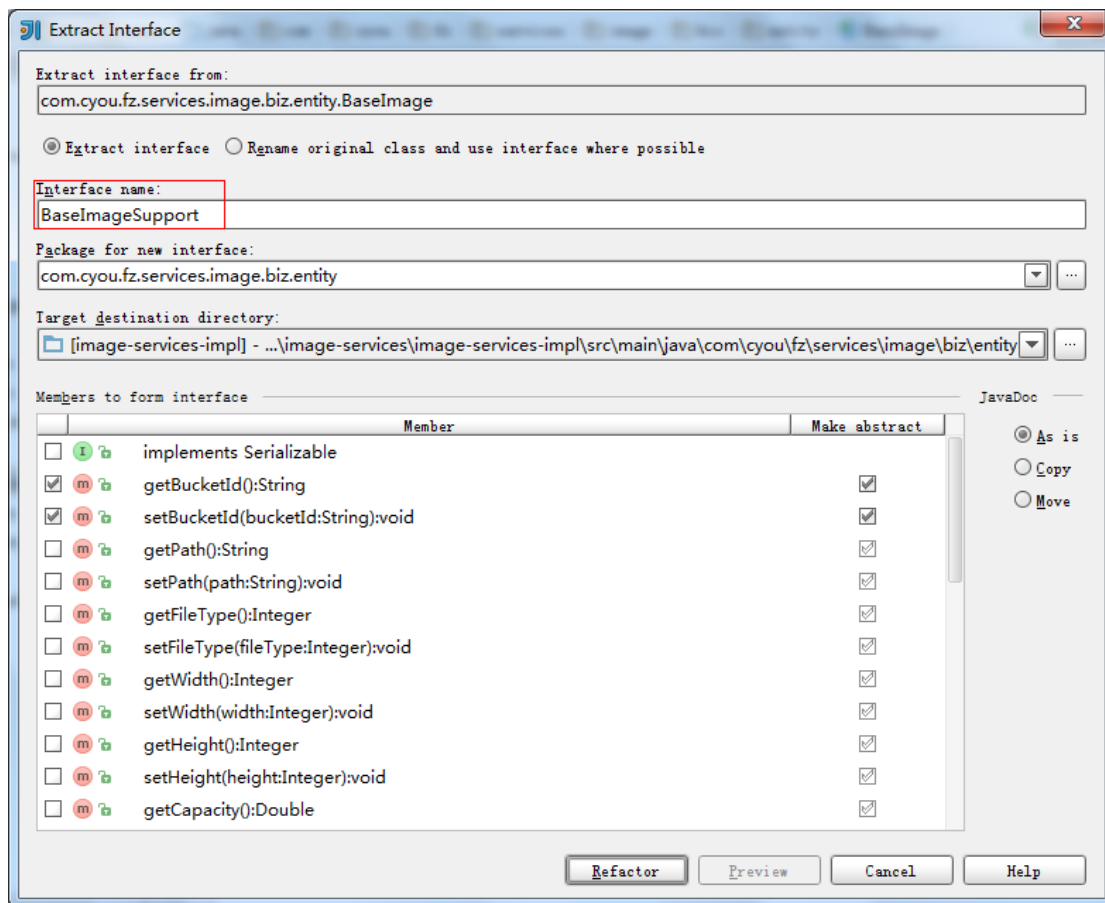 Extract Interface
Extract interface from:
com.cyou.fz.services.image.biz.entity.BaseImage
Extract interface Rename original class and use interface where possible
Interface name:
BaseImageSupport
Package for new interface:
com.cyou.fz.services.image.biz.entity
...
Target destination directory:
[image-services-impl] - ...\image-services\image-services-impl\src\main\java\com\cyou\fz\services\image\biz\entity
...
Members to form interface
JavaDoc
Member Make abstract
As is
Copy
Move
I implements Serializable
m getBucketId():String
m setBucketId(bucketId:String):void
m getPath():String
m setPath(path:String):void
m getFileType():Integer
m setFileType(fileType:Integer):void
m getWidth():Integer
m setWidth(width:Integer):void
m getHeight():Integer
m setHeight(height:Integer):void
m getCapacity():Double
Refactor Preview Cancel Help